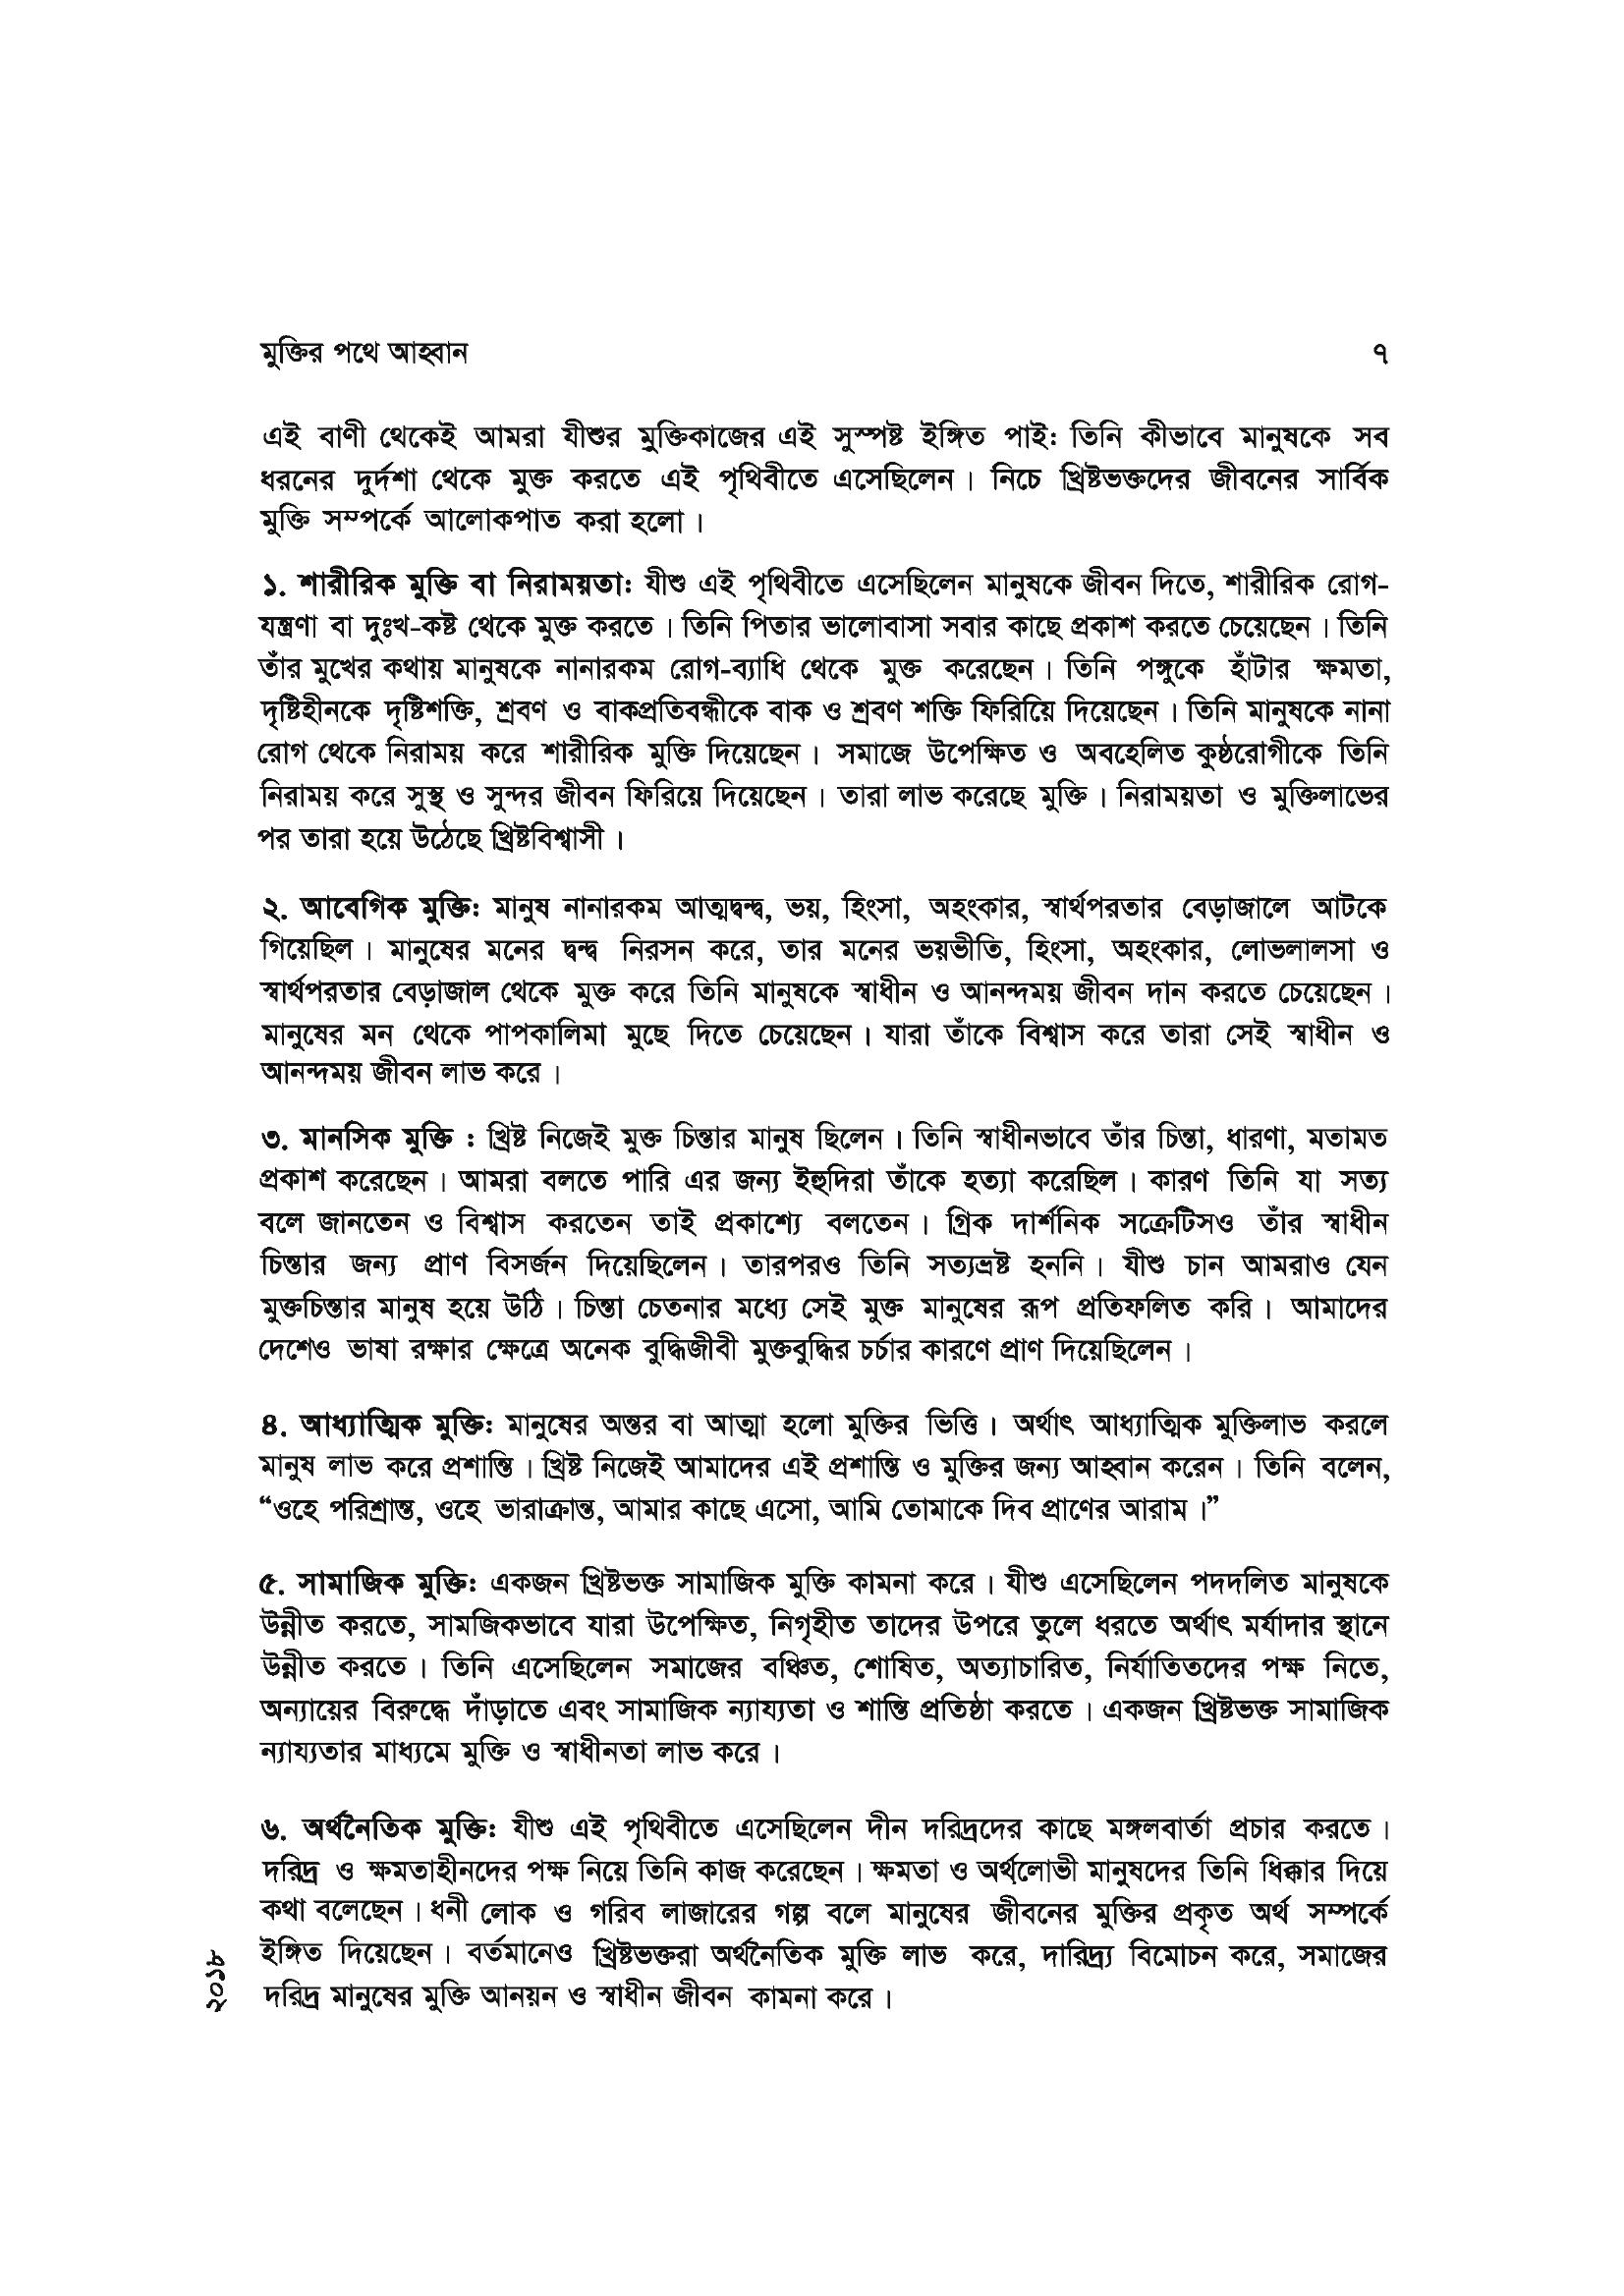 মুক্তির পথে আহ্বান ৭
এই বাণী থেকেই আমরা যীশুর মুক্তিকাজের এই সুস্পষ্ট ইঙ্গিত পাই: তিনি কীভাবে মানুষকে সব
ধরনের দুর্দশা থেকে মুক্ত করতে এই পৃথিবীতে এসেছিলেন। নিচে খ্রিষ্টভক্তদের জীবনের সার্বিক
মুক্তি সম্পর্কে আলোকপাত করা হলো।
১. শারীরিক মুক্তি বা নিরাময়তা: যীশু এই পৃথিবীতে এসেছিলেন মানুষকে জীবন দিতে, শারীরিক রোগ-
যন্ত্রণা বা দুঃখ-কষ্ট থেকে মুক্ত করতে। তিনি পিতার ভালোবাসা সবার কাছে প্রকাশ করতে চেয়েছেন। তিনি
তাঁর মুখের কথায় মানুষকে নানারকম রোগ-ব্যাধি থেকে মুক্ত করেছেন। তিনি পঙ্গুকে হাঁটার ক্ষমতা,
দৃষ্টিহীনকে দৃষ্টিশক্তি, শ্রবণ ও বাকপ্রতিবন্ধীকে বাক ও শ্রবণ শক্তি ফিরিয়ে দিয়েছেন। তিনি মানুষকে নানা
রোগ থেকে নিরাময় করে শারীরিক মুক্তি দিয়েছেন। সমাজে উপেক্ষিত ও অবহেলিত কুষ্ঠরোগীকে তিনি
নিরাময় করে সুস্থ ও সুন্দর জীবন ফিরিয়ে দিয়েছেন। তারা লাভ করেছে মুক্তি। নিরাময়তা ও মুক্তিলাভের
পর তারা হয়ে উঠেছে খ্রিষ্টবিশ্বাসী।
২. আবেগিক মুক্তি: মানুষ নানারকম আত্মদ্বন্দ্ব, ভয়, হিংসা, অহংকার, স্বার্থপরতার বেড়াজালে আটকে
গিয়েছিল। মানুষের মনের দ্বন্দ্ব নিরসন করে, তার মনের ভয়ভীতি, হিংসা, অহংকার, লোভলালসা ও
স্বার্থপরতার বেড়াজাল থেকে মুক্ত করে তিনি মানুষকে স্বাধীন ও আনন্দময় জীবন দান করতে চেয়েছেন।
মানুষের মন থেকে পাপকালিমা মুছে দিতে চেয়েছেন। যারা তাঁকে বিশ্বাস করে তারা সেই স্বাধীন ও
আনন্দময় জীবন লাভ করে।
৩. মানসিক মুক্তি : খ্রিষ্ট নিজেই মুক্ত চিন্তার মানুষ ছিলেন। তিনি স্বাধীনভাবে তাঁর চিন্তা, ধারণা, মতামত
প্রকাশ করেছেন। আমরা বলতে পারি এর জন্য ইহুদিরা তাঁকে হত্যা করেছিল। কারণ তিনি যা সত্য
বলে জানতেন ও বিশ্বাস করতেন তাই প্রকাশ্যে বলতেন। গ্রিক দার্শনিক সক্রেটিসও তাঁর স্বাধীন
চিন্তার জন্য প্রাণ বিসর্জন দিয়েছিলেন। তারপরও তিনি সত্যভ্রষ্ট হননি। যীশু চান আমরাও যেন
মুক্তচিন্তার মানুষ হয়ে উঠি। চিন্তা চেতনার মধ্যে সেই মুক্ত মানুষের রূপ প্রতিফলিত করি। আমাদের
দেশেও ভাষা রক্ষার ক্ষেত্রে অনেক বুদ্ধিজীবী মুক্তবুদ্ধির চর্চার কারণে প্রাণ দিয়েছিলেন।
৪. আধ্যাত্মিক মুক্তি: মানুষের অন্তর বা আত্মা হলো মুক্তির ভিত্তি। অর্থাৎ আধ্যাত্মিক মুক্তিলাভ করলে
মানুষ লাভ করে প্রশান্তি। খ্রিষ্ট নিজেই আমাদের এই প্রশান্তি ও মুক্তির জন্য আহ্বান করেন। তিনি বলেন,
“ওহে পরিশ্রান্ত, ওহে ভারাক্রান্ত, আমার কাছে এসো, আমি তোমাকে দিব প্রাণের আরাম।”
৫. সামাজিক মুক্তি: একজন খ্রিষ্টভক্ত সামাজিক মুক্তি কামনা করে। যীশু এসেছিলেন পদদলিত মানুষকে
উন্নীত করতে, সামজিকভাবে যারা উপেক্ষিত, নিগৃহীত তাদের উপরে তুলে ধরতে অর্থাৎ মর্যাদার স্থানে
উন্নীত করতে। তিনি এসেছিলেন সমাজের বঞ্চিত, শোষিত, অত্যাচারিত, নির্যাতিতদের পক্ষ নিতে,
অন্যায়ের বিরুদ্ধে দাঁড়াতে এবং সামাজিক ন্যায্যতা ও শান্তি প্রতিষ্ঠা করতে। একজন খ্রিষ্টভক্ত সামাজিক
ন্যায্যতার মাধ্যমে মুক্তি ও স্বাধীনতা লাভ করে।
৬. অর্থনৈতিক মুক্তি: যীশু এই পৃথিবীতে এসেছিলেন দীন দরিদ্রদের কাছে মঙ্গলবার্তা প্রচার করতে।
দরিদ্র ও ক্ষমতাহীনদের পক্ষ নিয়ে তিনি কাজ করেছেন। ক্ষমতা ও অর্থলোভী মানুষদের তিনি ধিক্কার দিয়ে
কথা বলেছেন। ধনী লোক ও গরিব লাজারের গল্প বলে মানুষের জীবনের মুক্তির প্রকৃত অর্থ সম্পর্কে
ইঙ্গিত দিয়েছেন। বর্তমানেও খ্রিষ্টভক্তরা অর্থনৈতিক মুক্তি লাভ করে, দারিদ্র্য বিমোচন করে, সমাজের
দরিদ্র মানুষের মুক্তি আনয়ন ও স্বাধীন জীবন কামনা করে।
২০১৮